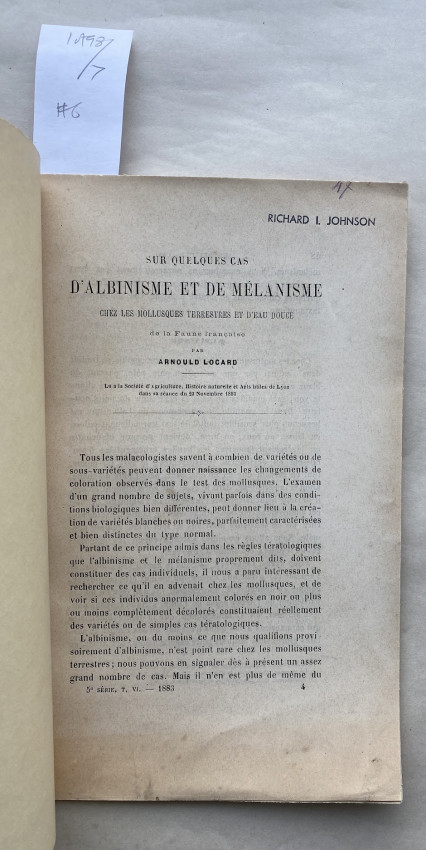 1898/7
#6
17
RICHARD I. JOHNSON
SUR QUELQUES CAS
D'ALBINISME ET DE MÉLANISME
CHEZ LES MOLLUSQUES TERRESTRES ET D'EAU DOUCE
de la Faune française
PAR
ARNOULD LOCARD
Lu à la Société d'Agriculture, Histoire naturelle et Arts utiles de Lyon
dans sa séance du 23 Novembre 1883
Tous les malacologistes savent à combien de variétés ou de
sous-variétés peuvent donner naissance les changements de
coloration observés dans le test des mollusques. L'examen
d'un grand nombre de sujets, vivant parfois dans des condi-
tions biologiques bien différentes, peut donner lieu à la créa-
tion de variétés blanches ou noires, parfaitement caractérisées
et bien distinctes du type normal.
Partant de ce principe admis dans les règles tératologiques
que l'albinisme et le mélanisme proprement dits, doivent
constituer des cas individuels, il nous a paru intéressant de
rechercher ce qu'il en advenait chez les mollusques, et de
voir si ces individus anormalement colorés en noir ou plus
ou moins complètement décolorés constituaient réellement
des variétés ou de simples cas tératologiques.
L'albinisme, ou du moins ce que nous qualifions provi
soirement d'albinisme, n'est point rare chez les mollusques
terrestres; nous pouvons en signaler dès à présent un assez
grand nombre de cas. Mais il n'en est plus de même du
5e SÉRIE, T. VI. — 1883 4